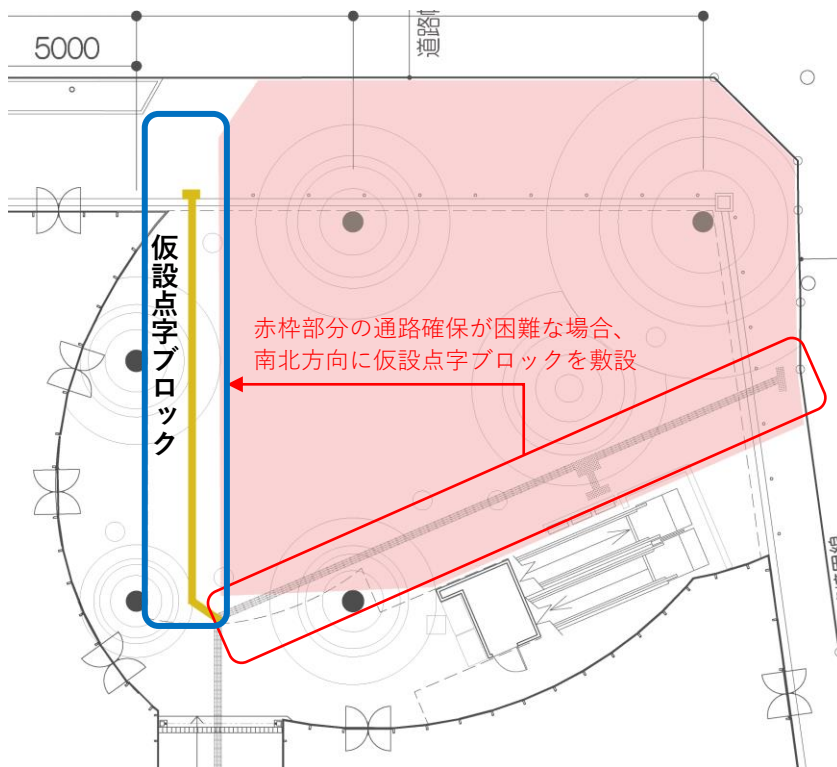 5000
道路
仮設点字ブロック
赤枠部分の通路確保が困難な場合、
南北方向に仮設点字ブロックを敷設